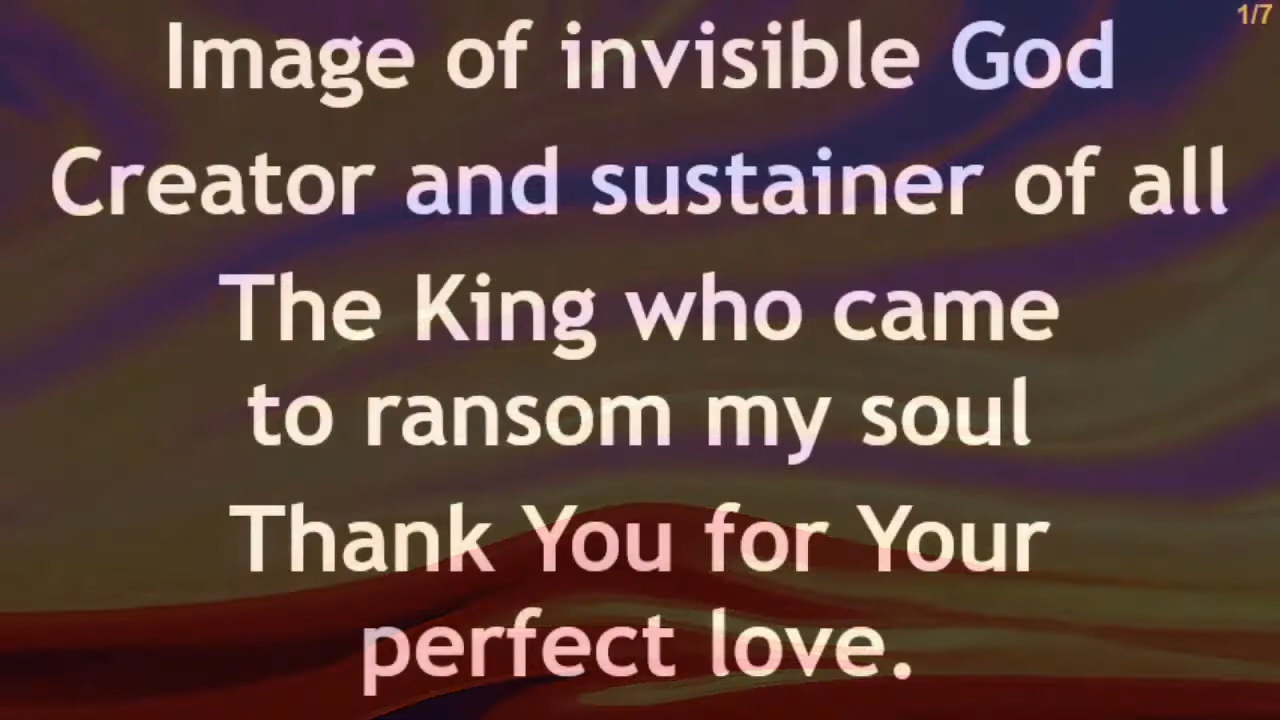 1/7
Image of invisible God
Creator and sustainer of all
The King who came
to ransom my soul
Thank You for Your
perfect love.